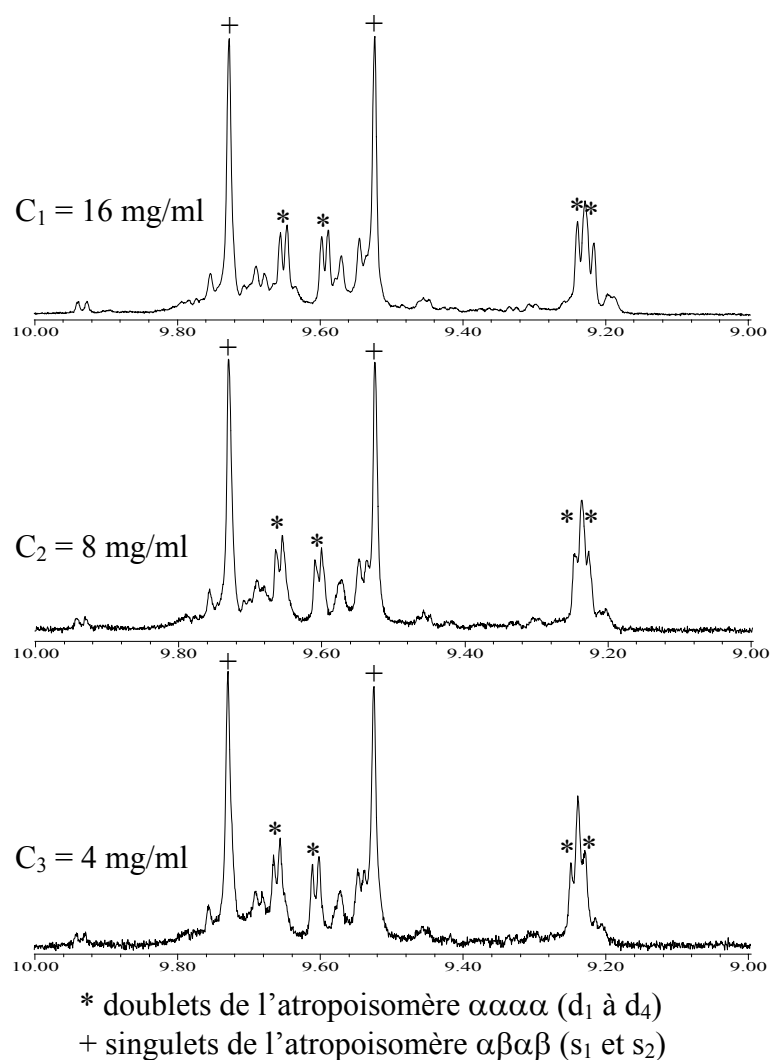 + +
* * **
C₁ = 16 mg/ml
10.00 9.80 9.60 9.40 9.20 9.00
+ +
* * * *
C₂ = 8 mg/ml
10.00 9.80 9.60 9.40 9.20 9.00
+ +
* * * *
C₃ = 4 mg/ml
10.00 9.80 9.60 9.40 9.20 9.00
* doublets de l’atropoisomère αααα (d₁ à d₄)
+ singulets de l’atropoisomère αβαβ (s₁ et s₂)